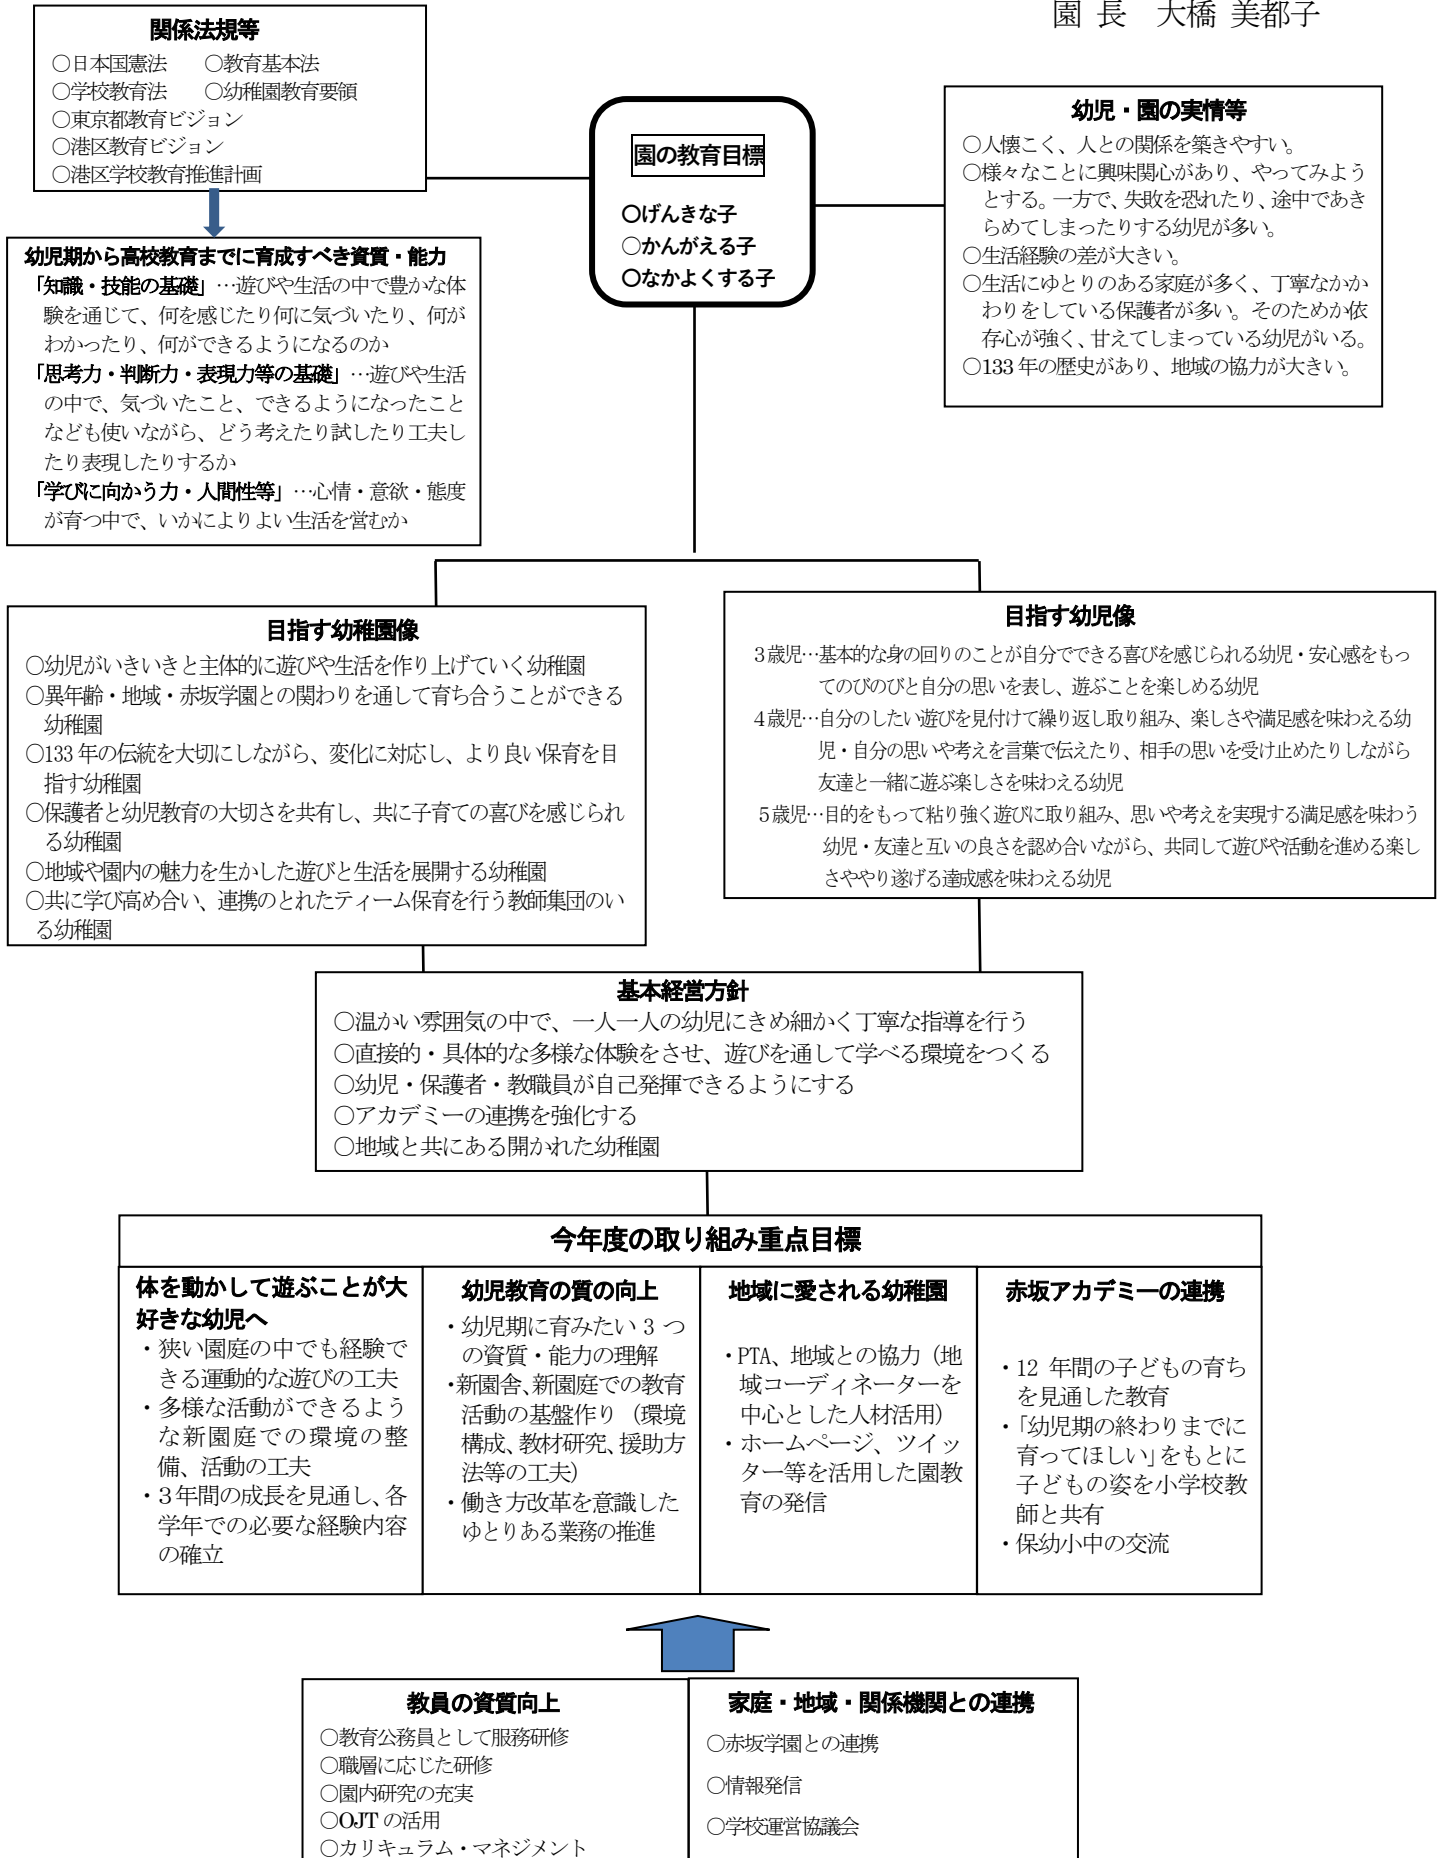 園 長　大橋 美都子
関係法規等
○日本国憲法　　○教育基本法
○学校教育法　　○幼稚園教育要領
○東京都教育ビジョン
○港区教育ビジョン
○港区学校教育推進計画
園の教育目標
○げんきな子
○かんがえる子
○なかよくする子
幼児・園の実情等
○人懐こく、人との関係を築きやすい。
○様々なことに興味関心があり、やってみよう
とする。一方で、失敗を恐れたり、途中であき
らめてしまったりする幼児が多い。
○生活経験の差が大きい。
○生活にゆとりのある家庭が多く、丁寧なかか
わりをしている保護者が多い。そのためか依
存心が強く、甘えてしまっている幼児がいる。
○133 年の歴史があり、地域の協力が大きい。
幼児期から高校教育までに育成すべき資質・能力
「知識・技能の基礎」…遊びや生活の中で豊かな体
験を通じて、何を感じたり何に気づいたり、何が
わかったり、何ができるようになるのか
「思考力・判断力・表現力等の基礎」…遊びや生活
の中で、気づいたこと、できるようになったこと
なども使いながら、どう考えたり試したり工夫し
たり表現したりするか
「学びに向かう力・人間性等」…心情・意欲・態度
が育つ中で、いかによりよい生活を営むか
目指す幼稚園像
○幼児がいきいきと主体的に遊びや生活を作り上げていく幼稚園
○異年齢・地域・赤坂学園との関わりを通して育ち合うことができる
幼稚園
○133 年の伝統を大切にしながら、変化に対応し、より良い保育を目
指す幼稚園
○保護者と幼児教育の大切さを共有し、共に子育ての喜びを感じられ
る幼稚園
○地域や園内の魅力を生かした遊びと生活を展開する幼稚園
○共に学び高め合い、連携のとれたティーム保育を行う教師集団のい
る幼稚園
目指す幼児像
3歳児…基本的な身の回りのことが自分でできる喜びを感じられる幼児・安心感をもっ
てのびのびと自分の思いを表し、遊ぶことを楽しめる幼児
4歳児…自分のしたい遊びを見付けて繰り返し取り組み、楽しさや満足感を味わえる幼
児・自分の思いや考えを言葉で伝えたり、相手の思いを受け止めたりしながら
友達と一緒に遊ぶ楽しさを味わえる幼児
5歳児…目的をもって粘り強く遊びに取り組み、思いや考えを実現する満足感を味わう
幼児・友達と互いの良さを認め合いながら、共同して遊びや活動を進める楽し
さややり遂げる達成感を味わえる幼児
基本経営方針
○温かい雰囲気の中で、一人一人の幼児にきめ細かく丁寧な指導を行う
○直接的・具体的な多様な体験をさせ、遊びを通して学べる環境をつくる
○幼児・保護者・教職員が自己発揮できるようにする
○アカデミーの連携を強化する
○地域と共にある開かれた幼稚園
今年度の取り組み重点目標
体を動かして遊ぶことが大
好きな幼児へ
・狭い園庭の中でも経験で
きる運動的な遊びの工夫
・多様な活動ができるよう
な新園庭での環境の整
備、活動の工夫
・3年間の成長を見通し、各
学年での必要な経験内容
の確立
幼児教育の質の向上
・幼児期に育みたい 3 つ
の資質・能力の理解
・新園舎、新園庭での教育
活動の基盤作り（環境
構成、教材研究、援助方
法等の工夫）
・働き方改革を意識した
ゆとりある業務の推進
地域に愛される幼稚園
・PTA、地域との協力（地
域コーディネーターを
中心とした人材活用）
・ホームページ、ツイッ
ター等を活用した園教
育の発信
赤坂アカデミーの連携
・12 年間の子どもの育ち
を見通した教育
・「幼児期の終わりまでに
育ってほしい」をもとに
子どもの姿を小学校教
師と共有
・保幼小中の交流
教員の資質向上
○教育公務員として服務研修
○職層に応じた研修
○園内研究の充実
○OJT の活用
○カリキュラム・マネジメント
家庭・地域・関係機関との連携
○赤坂学園との連携
○情報発信
○学校運営協議会